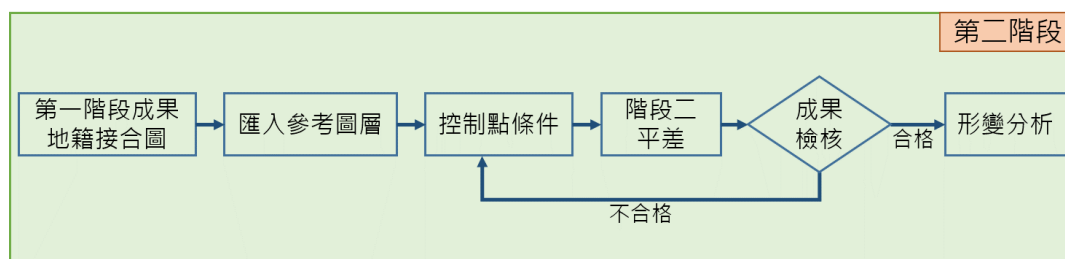 第二階段
第一階段成果
地籍接合圖
匯入參考圖層
控制點條件
階段二
平差
成果
檢核
合格
形變分析
不合格